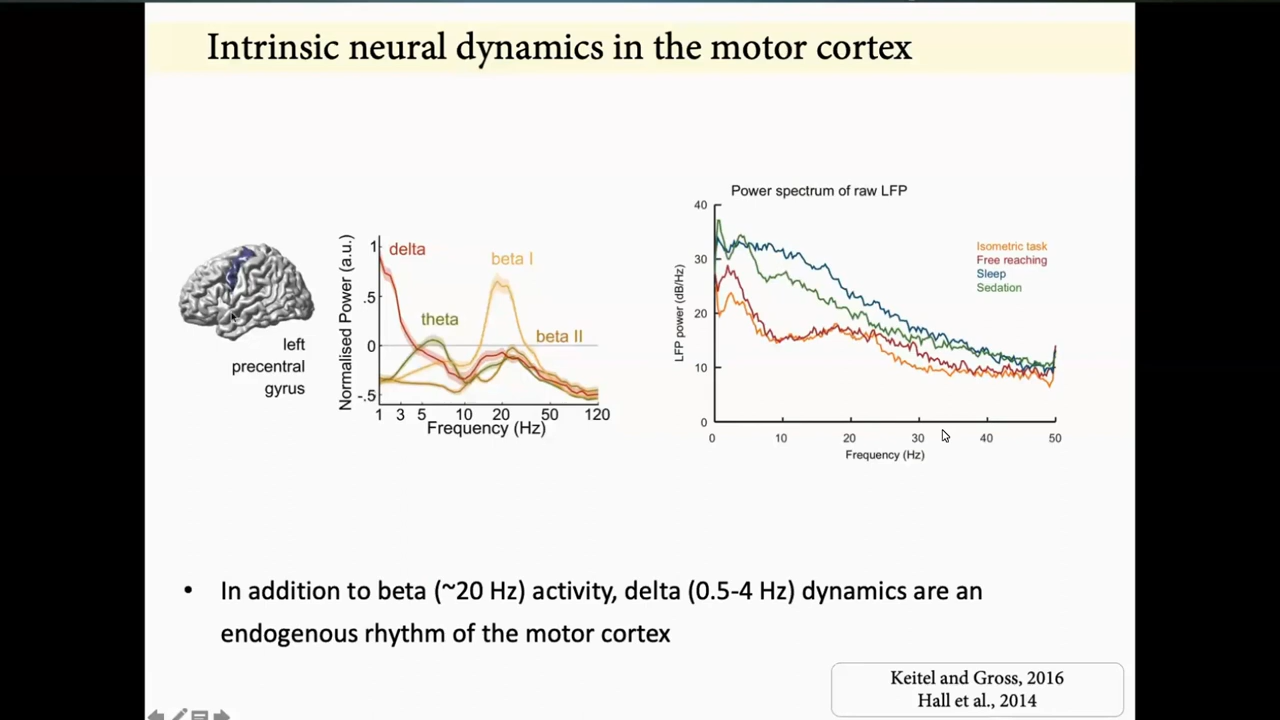 Intrinsic neural dynamics in the motor cortex
left
precentral
gyrus
Normalised Power (a.u.)
1
.5
0
-.5
delta
theta
beta I
beta II
1 3 5 10 20 50 120
Frequency (Hz)
Power spectrum of raw LFP
LFP power (dB/Hz)
40
30
20
10
0
Isometric task
Free reaching
Sleep
Sedation
0 10 20 30 40 50
Frequency (Hz)
• In addition to beta (~20 Hz) activity, delta (0.5-4 Hz) dynamics are an
endogenous rhythm of the motor cortex
Keitel and Gross, 2016
Hall et al., 2014